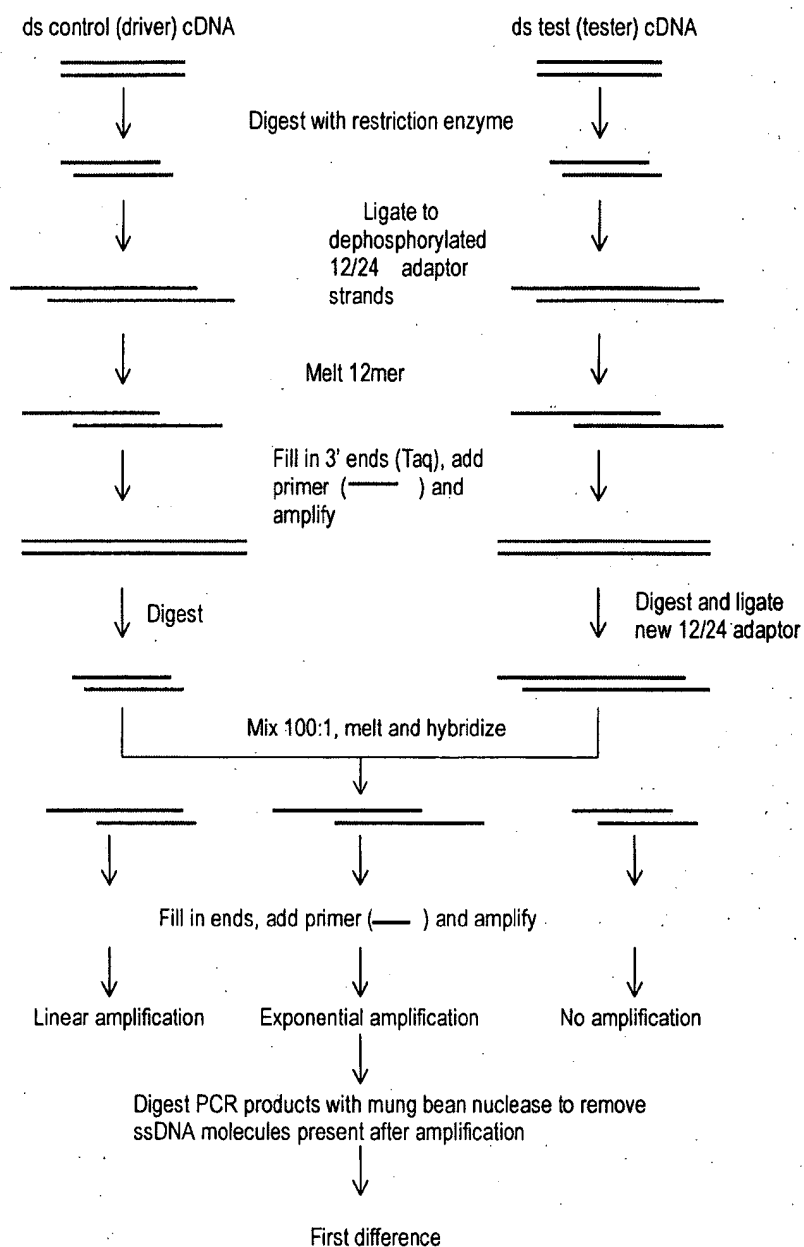 ds control (driver) cDNA
ds test (tester) cDNA
Digest with restriction enzyme
Ligate to
dephosphorylated
12/24 adaptor
strands
Melt 12mer
Fill in 3' ends (Taq), add
primer ( ) and
amplify
Digest
Digest and ligate
new 12/24 adaptor
Mix 100:1, melt and hybridize
Fill in ends, add primer ( ) and amplify
Linear amplification
Exponential amplification
No amplification
Digest PCR products with mung bean nuclease to remove
ssDNA molecules present after amplification
First difference